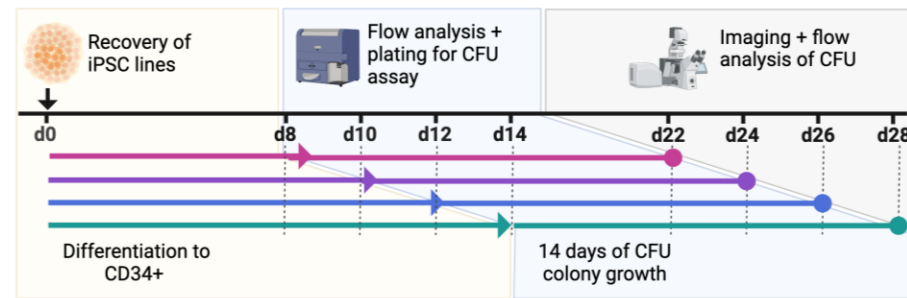 Recovery of
iPSC lines
Flow analysis +
plating for CFU
assay
Imaging + flow
analysis of CFU
d0
d8
d10
d12
d14
d22
d24
d26
d28
Differentiation to
CD34+
14 days of CFU
colony growth